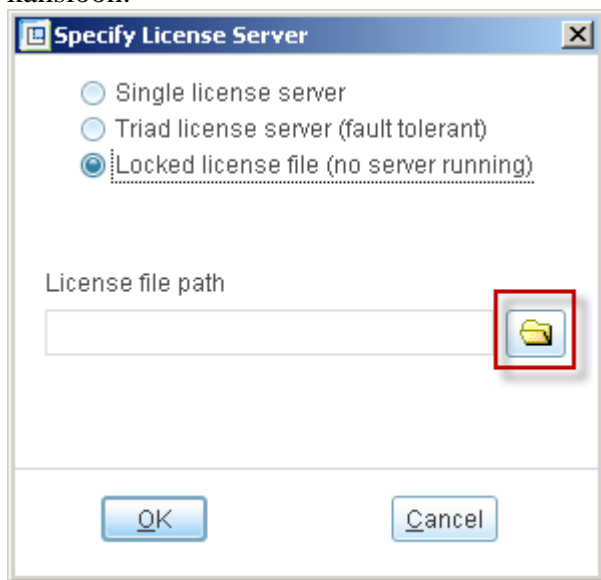 Specify License Server
Single license server
Triad license server (fault tolerant)
Locked license file (no server running)
License file path
OK
Cancel